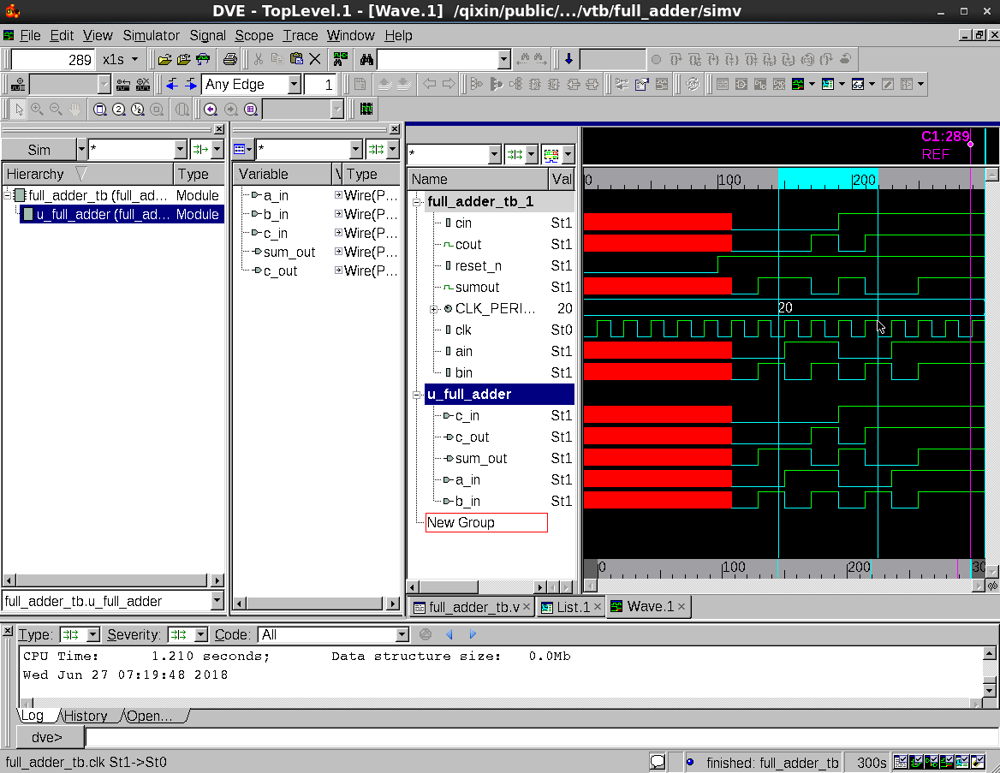 DVE - TopLevel.1 - [Wave.1] /qixin/public/.../vtb/full_adder/simv
File Edit View Simulator Signal Scope Trace Window Help
289 x1s
Any Edge 1
Sim * * *
Hierarchy Type Variable Type Name Val
full_adder_tb (full_ad... Module
u_full_adder (full_ad... Module
a_in Wire(P...
b_in Wire(P...
c_in Wire(P...
sum_out Wire(P...
c_out Wire(P...
full_adder_tb_1
cin St1
cout St1
reset_n St1
sumout St1
CLK_PERI... 20
clk St0
ain St1
bin St1
u_full_adder
c_in St1
c_out St1
sum_out St1
a_in St1
b_in St1
New Group
C1:289
REF
0 100 200
20
0 100 200 30
full_adder_tb.u_full_adder
full_adder_tb.v List.1 Wave.1
Type: Severity: Code: All
CPU Time: 1.210 seconds; Data structure size: 0.0Mb
Wed Jun 27 07:19:48 2018
Log History Open...
dve>
full_adder_tb.clk St1->St0 finished: full_adder_tb 300s